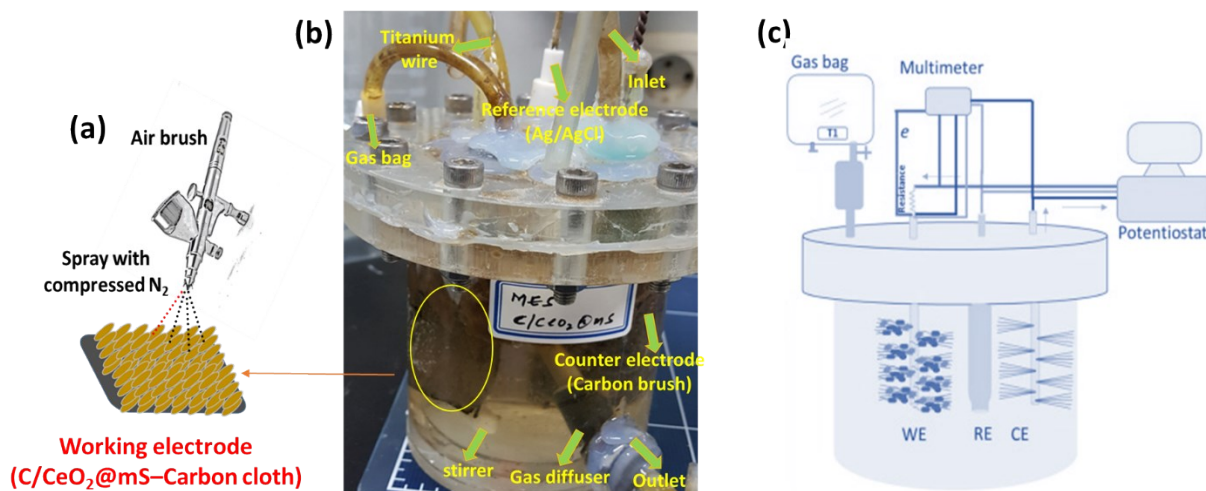 (a)
Air brush
Spray with
compressed N₂
Working electrode
(C/CeO₂@mS–Carbon cloth)
(b)
Titanium
wire
Inlet
Reference electrode
(Ag/AgCl)
Gas bag
MES
C/CeO₂@mS
Counter electrode
(Carbon brush)
stirrer
Gas diffuser
Outlet
(c)
Gas bag
Multimeter
T1
e
Resistance
Potentiostat
WE
RE
CE